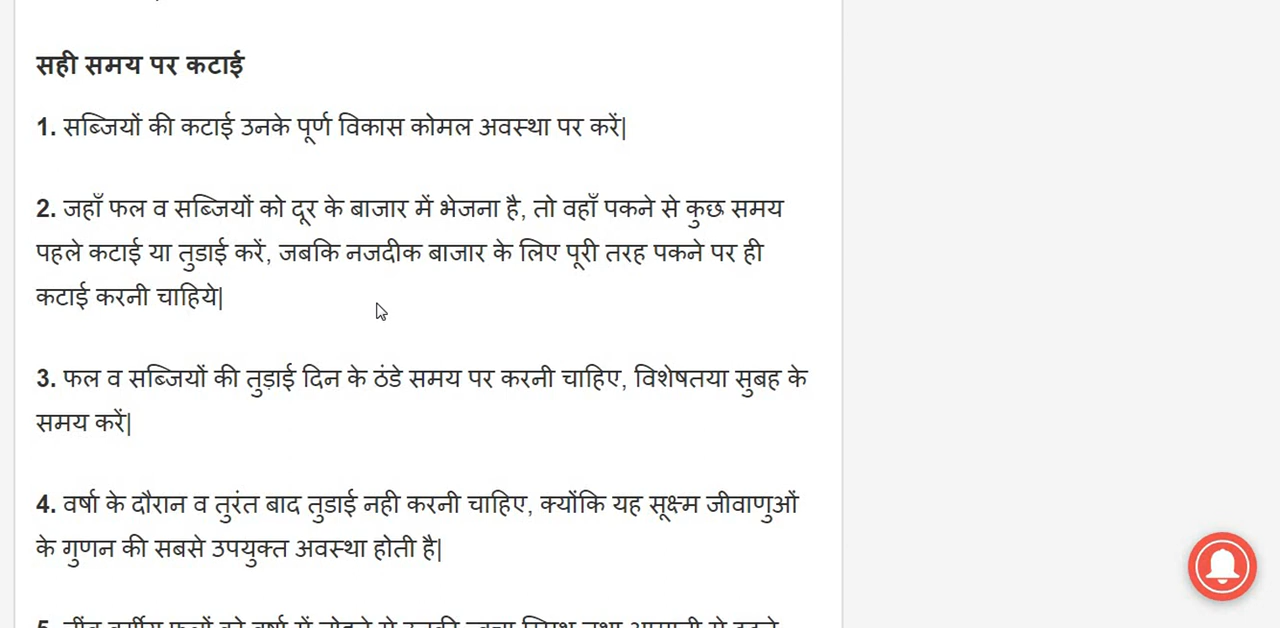 सही समय पर कटाई
1. सब्जियों की कटाई उनके पूर्ण विकास कोमल अवस्था पर करें|
2. जहाँ फल व सब्जियों को दूर के बाजार में भेजना है, तो वहाँ पकने से कुछ समय
पहले कटाई या तुडाई करें, जबकि नजदीक बाजार के लिए पूरी तरह पकने पर ही
कटाई करनी चाहिये|
3. फल व सब्जियों की तुड़ाई दिन के ठंडे समय पर करनी चाहिए, विशेषतया सुबह के
समय करें|
4. वर्षा के दौरान व तुरंत बाद तुडाई नही करनी चाहिए, क्योंकि यह सूक्ष्म जीवाणुओं
के गुणन की सबसे उपयुक्त अवस्था होती है|